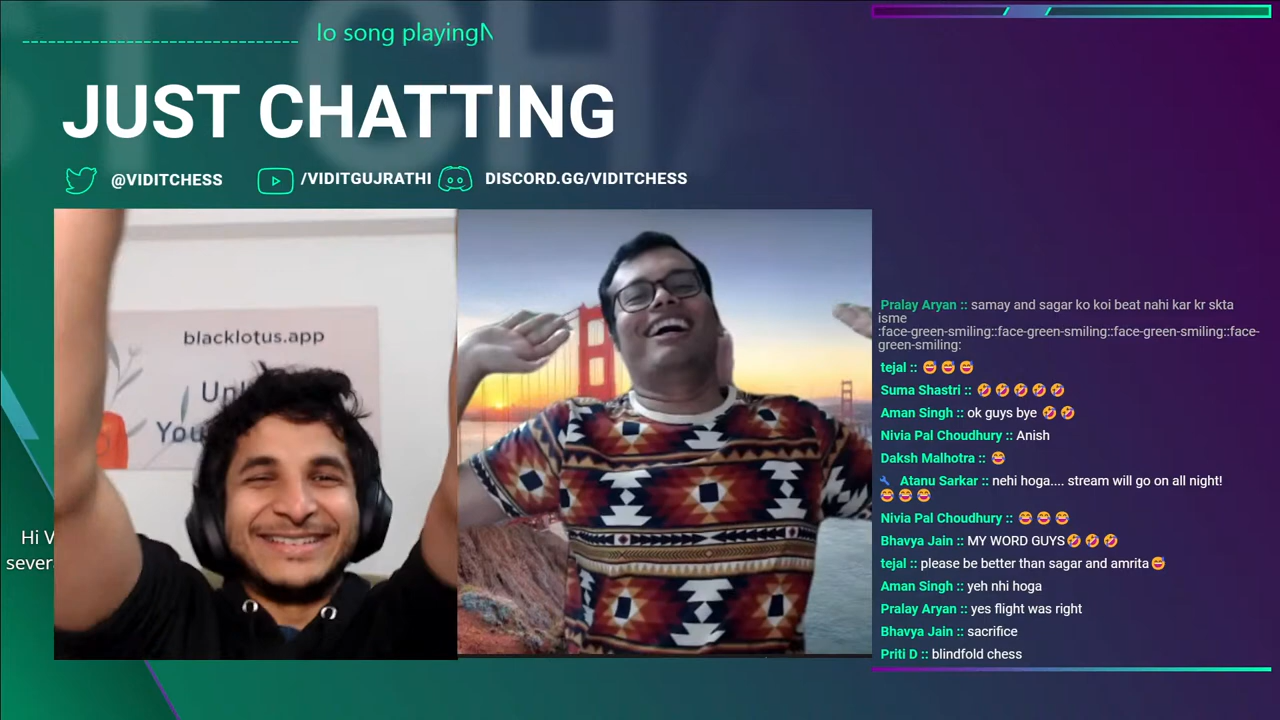 lo song playingN
JUST CHATTING
@VIDITCHESS
/VIDITGUJRATHI
DISCORD.GG/VIDITCHESS
blacklotus.app
You
Hi
sever
Pralay Aryan :: samay and sagar ko koi beat nahi kar kr skta
isme
:face-green-smiling::face-green-smiling::face-green-smiling::face-
green-smiling:
tejal :: 😅 😅 😅
Suma Shastri :: 🤣 🤣 🤣 🤣 🤣
Aman Singh :: ok guys bye 🤣 🤣
Nivia Pal Choudhury :: Anish
Daksh Malhotra :: 😂
Atanu Sarkar :: nehi hoga.... stream will go on all night!
😂 😂 😂
Nivia Pal Choudhury :: 😂 😂 😂
Bhavya Jain :: MY WORD GUYS🤣 🤣 🤣
tejal :: please be better than sagar and amrita😅
Aman Singh :: yeh nhi hoga
Pralay Aryan :: yes flight was right
Bhavya Jain :: sacrifice
Priti D :: blindfold chess